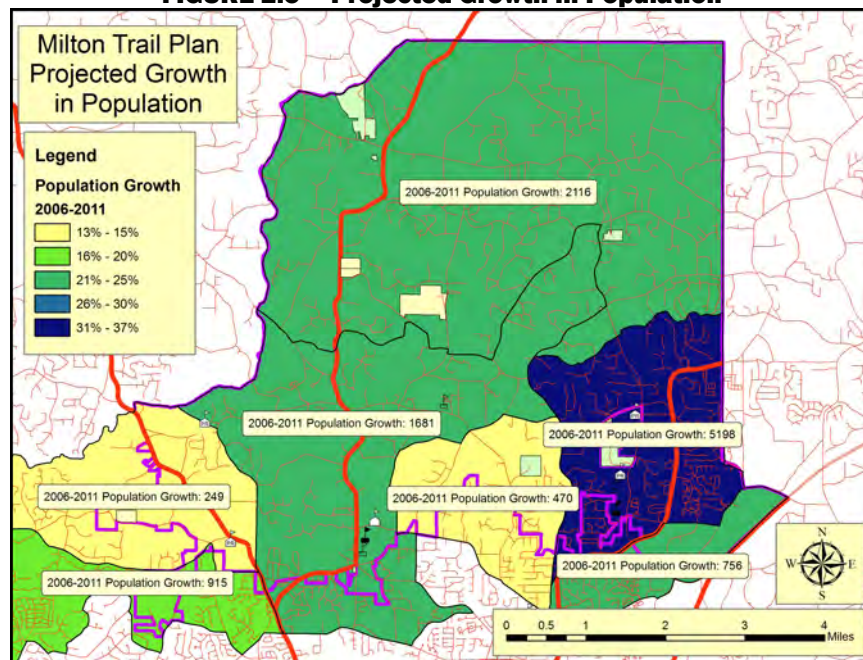 Milton Trail Plan
Projected Growth
in Population
Legend
Population Growth
2006-2011
13% - 15%
16% - 20%
21% - 25%
26% - 30%
31% - 37%
2006-2011 Population Growth: 2116
2006-2011 Population Growth: 1681
2006-2011 Population Growth: 5198
2006-2011 Population Growth: 249
2006-2011 Population Growth: 470
2006-2011 Population Growth: 915
2006-2011 Population Growth: 756
N
W E
S
0 0.5 1 2 3 4
Miles